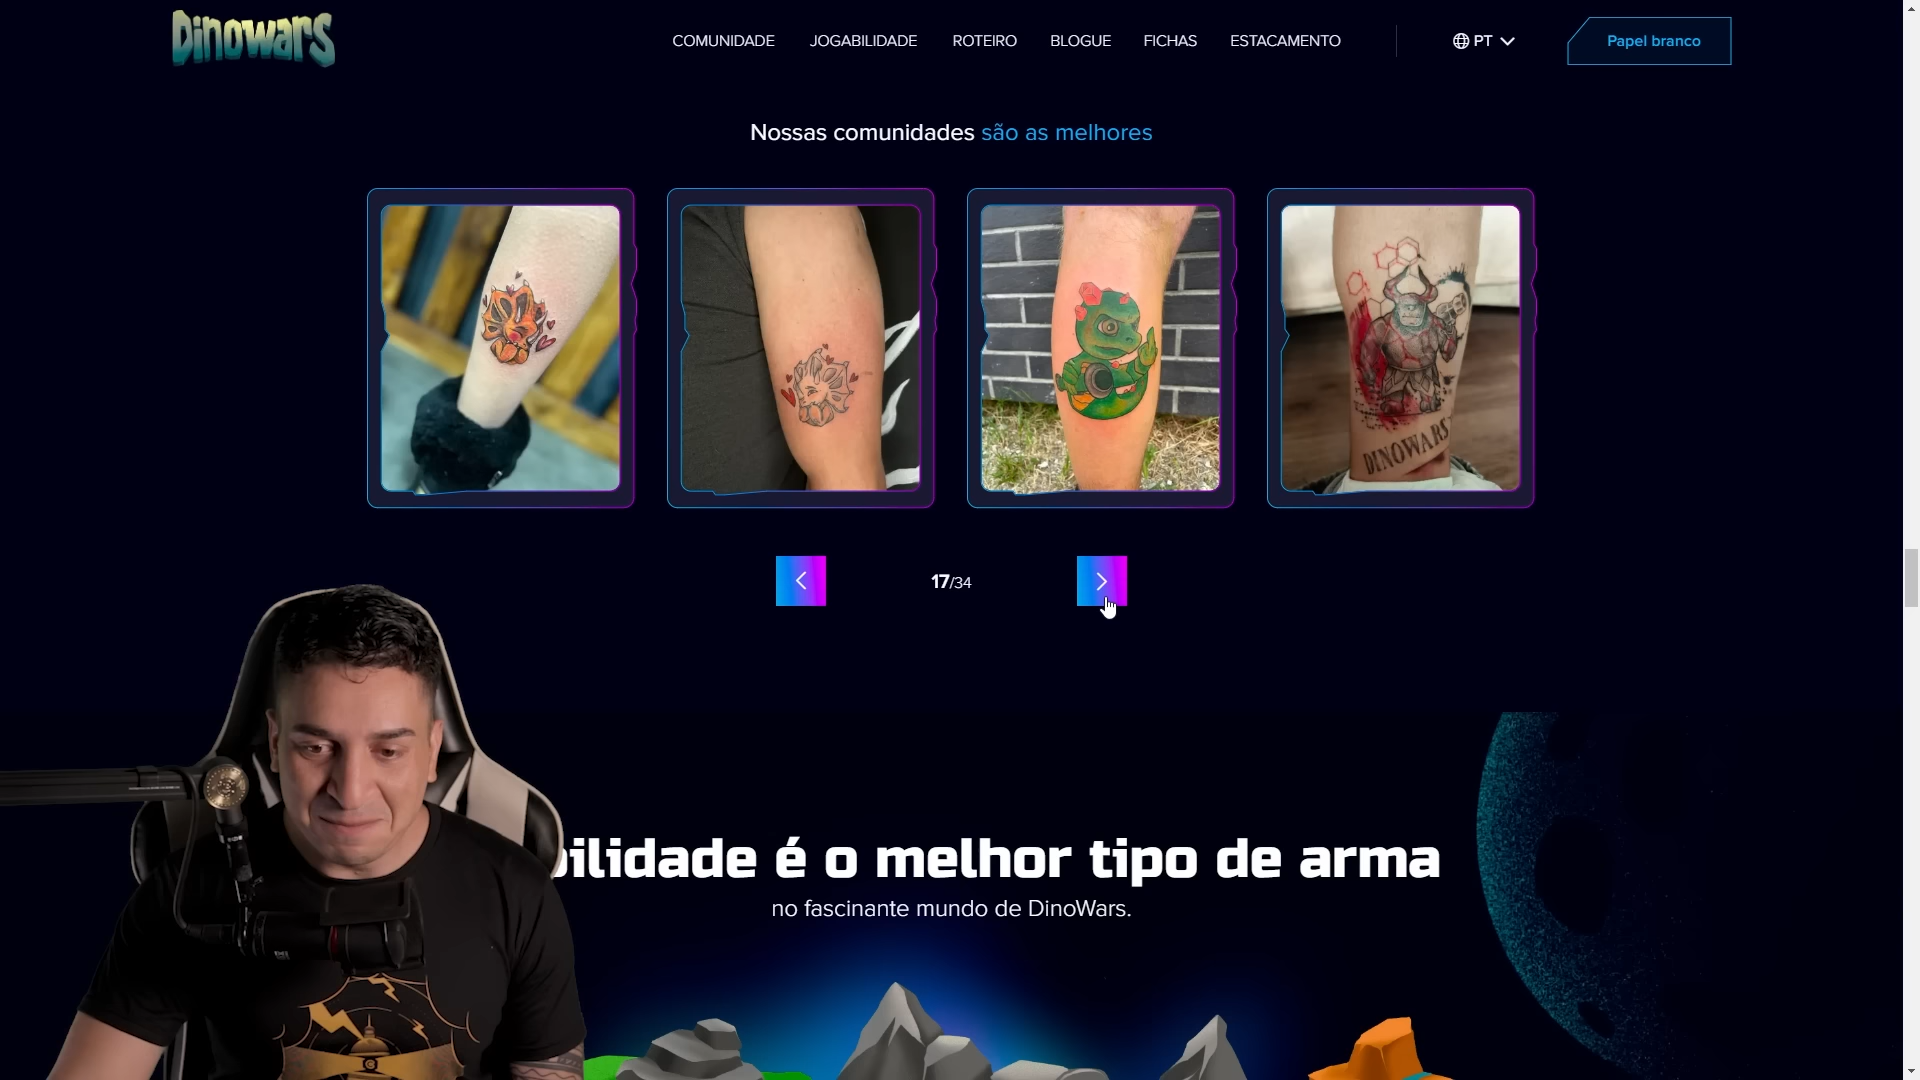 DinowarS
COMUNIDADE JOGABILIDADE ROTEIRO BLOGUE FICHAS ESTACAMENTO PT Papel branco
Nossas comunidades são as melhores
DINOWARS
17/34
bilidade é o melhor tipo de arma
no fascinante mundo de DinoWars.